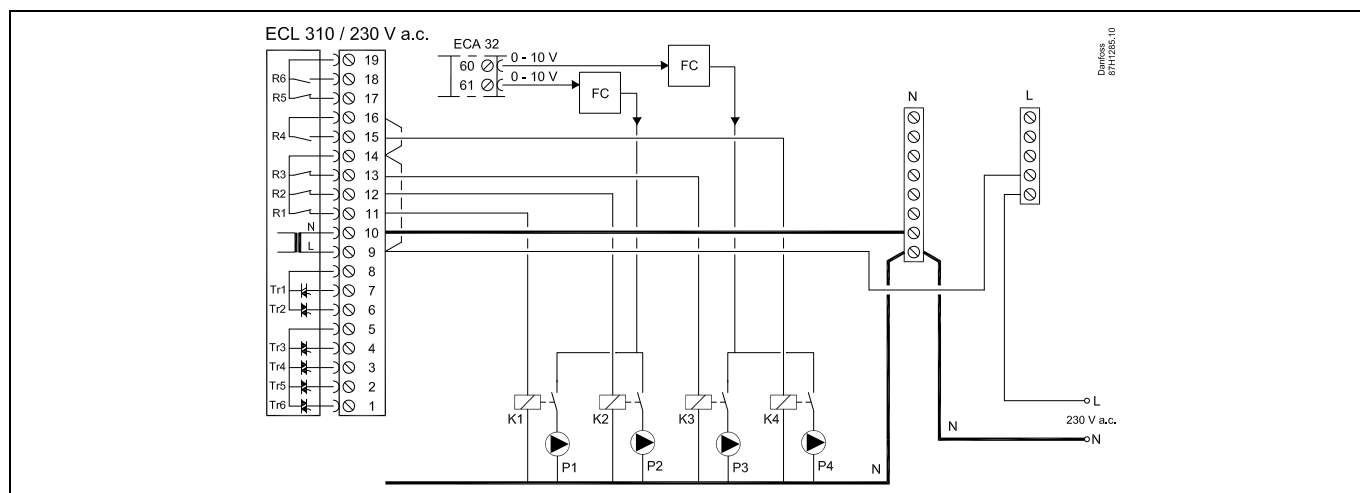 ECL 310 / 230 V a.c.
ECA 32
60
0 - 10 V
61
0 - 10 V
FC
FC
Danfoss
87H1285.10
N
L
R6
R5
R4
R3
R2
R1
N
L
Tr1
Tr2
Tr3
Tr4
Tr5
Tr6
19
18
17
16
15
14
13
12
11
10
9
8
7
6
5
4
3
2
1
K1
K2
K3
K4
P1
P2
P3
P4
N
N
L
230 V a.c.
N